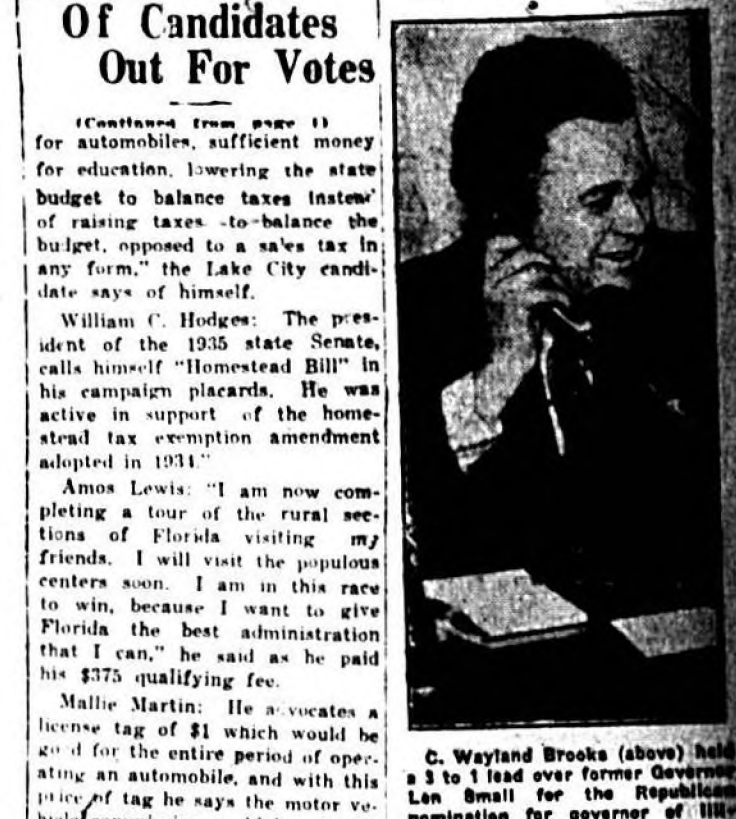 Of Candidates
Out For Votes
(Continued from page 1)
for automobiles, sufficient money
for education, lowering the state
budget to balance taxes instead
of raising taxes -to-balance the
budget, opposed to a sales tax in
any form," the Lake City candi-
date says of himself.
William C. Hodges: The pres-
ident of the 1935 state Senate,
calls himself "Homestead Bill" in
his campaign placards. He was
active in support of the home-
stead tax exemption amendment
adopted in 1934."
Amos Lewis: "I am now com-
pleting a tour of the rural sec-
tions of Florida visiting my
friends. I will visit the populous
centers soon. I am in this race
to win, because I want to give
Florida the best administration
that I can," he said as he paid
his $375 qualifying fee.
Mallie Martin: He advocates a
license tag of $1 which would be
good for the entire period of oper-
ating an automobile, and with this
price of tag he says the motor ve-
C. Wayland Brooks (above) held
a 3 to 1 lead over former Governor
Len Small for the Republican
nomination for governor of